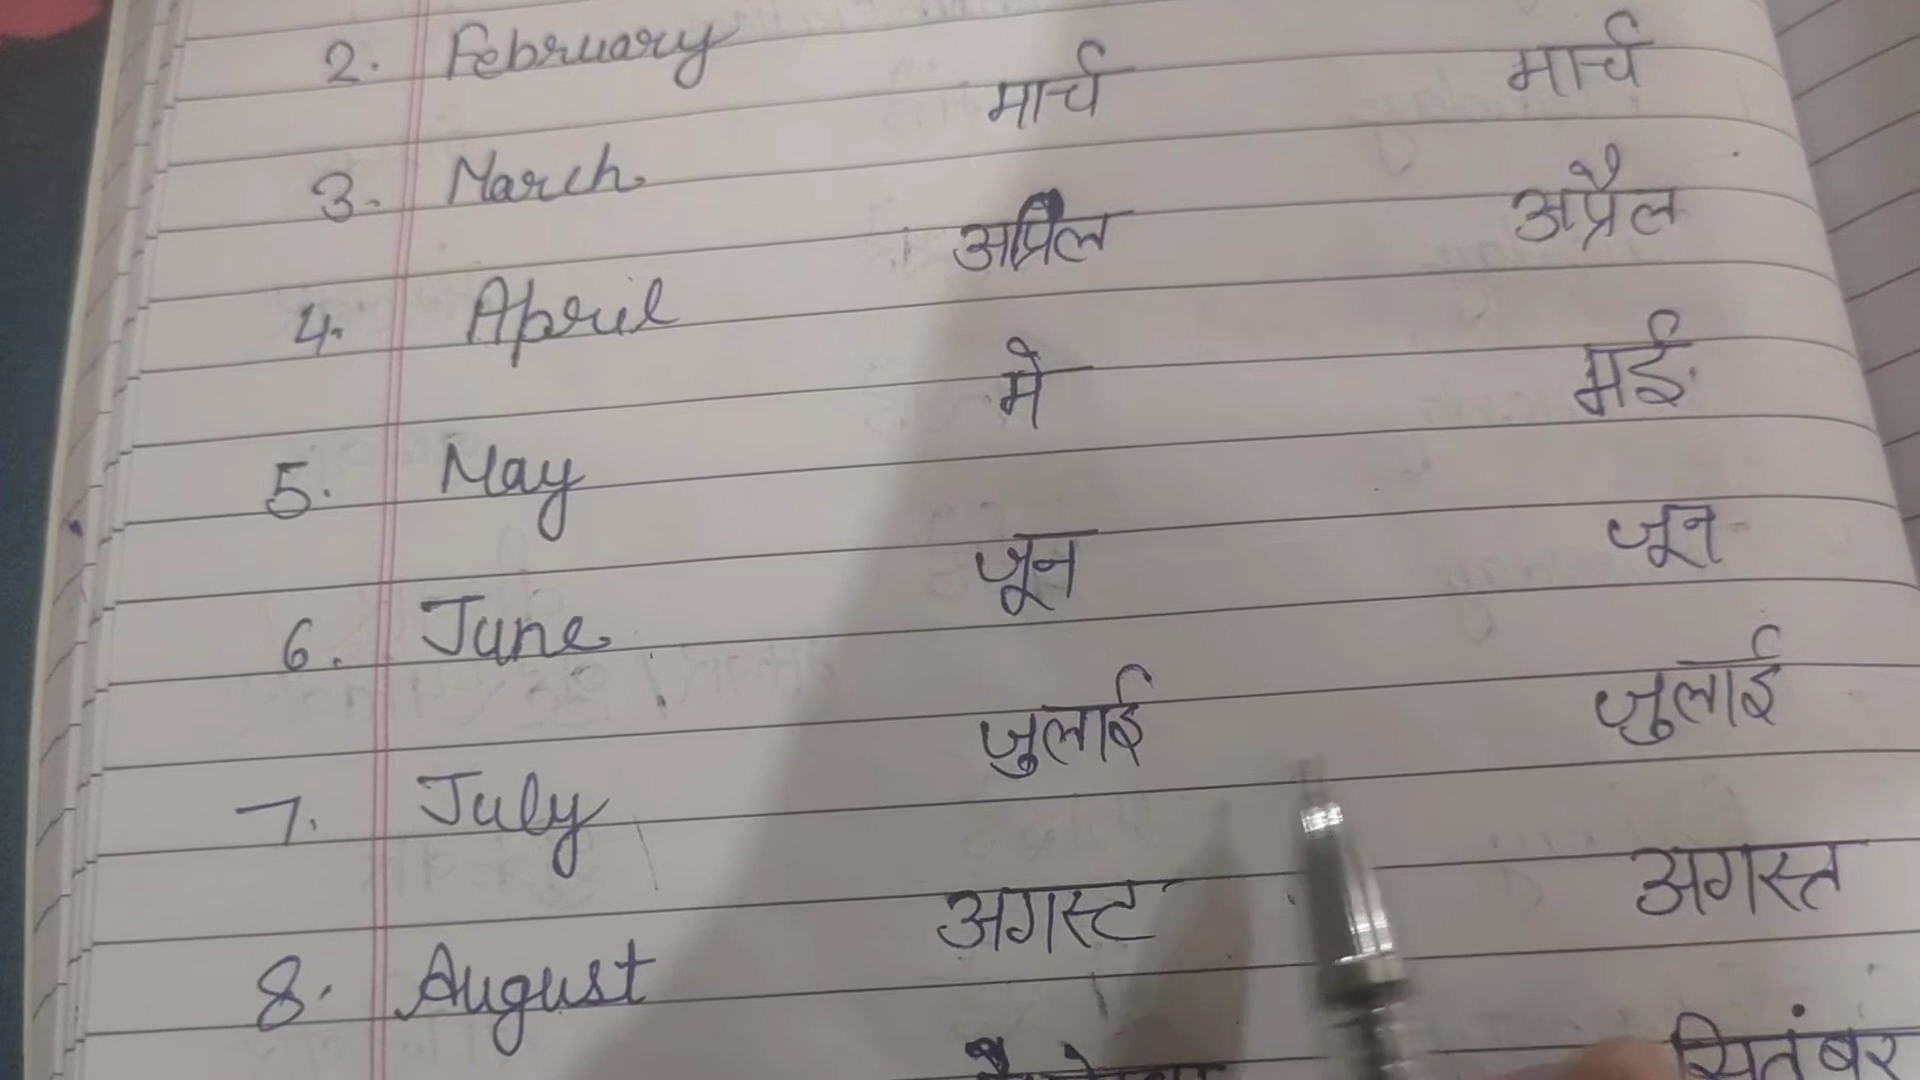 2. February
3. March मार्च मार्च
4. April अप्रिल अप्रैल
5. May मे मई
6. June जून जून
7. July जुलाई जुलाई
8. August अगस्ट अगस्त
सितंबर